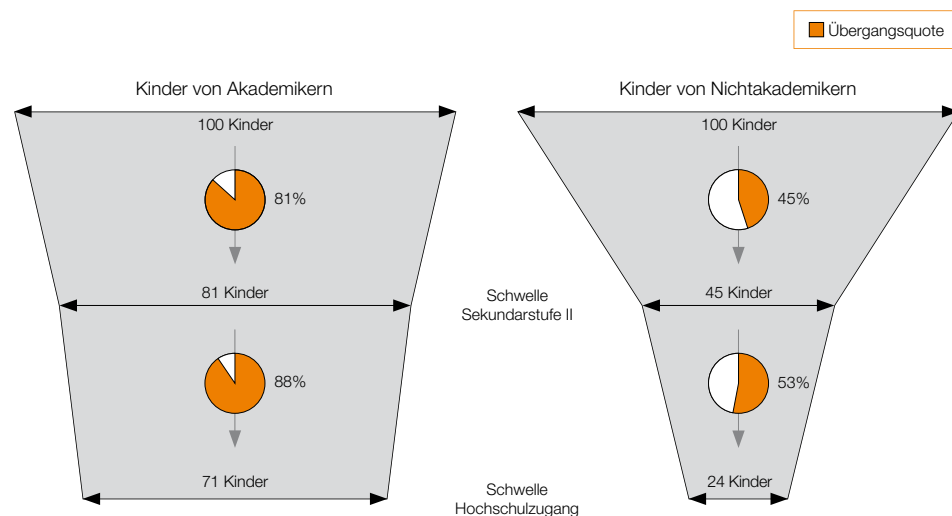 Übergangsquote
Kinder von Akademikern
100 Kinder
81%
81 Kinder
88%
71 Kinder
Schwelle
Sekundarstufe II
Schwelle
Hochschulzugang
Kinder von Nichtakademikern
100 Kinder
45%
45 Kinder
53%
24 Kinder